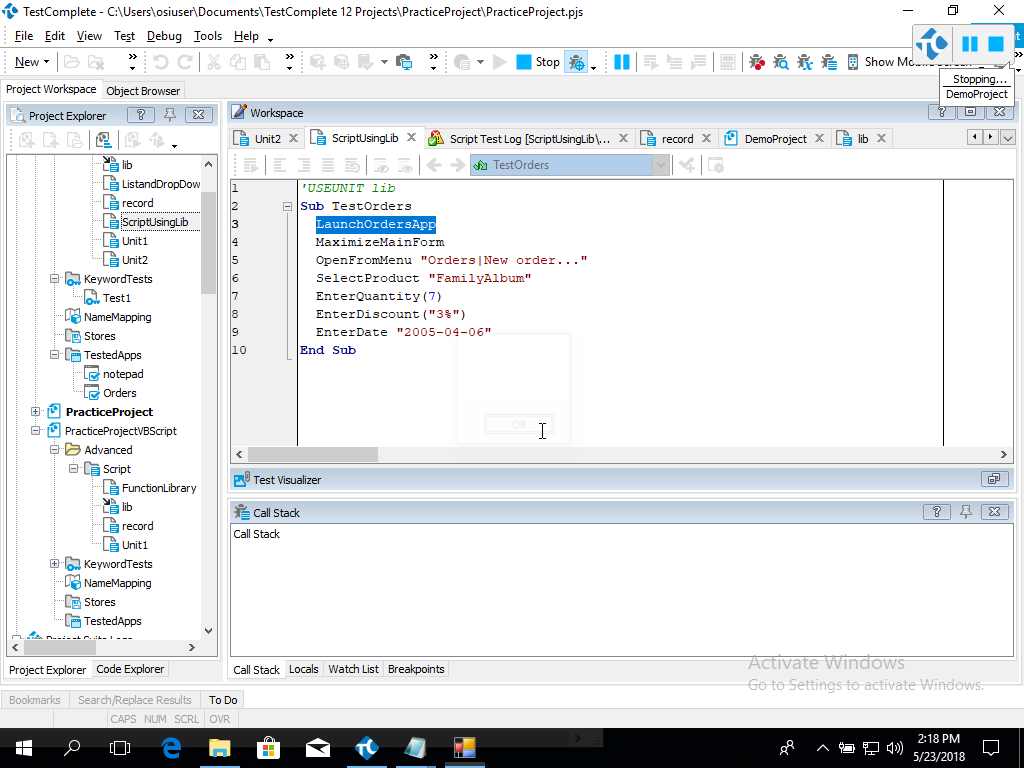 TestComplete - C:\Users\osiuser\Documents\TestComplete 12 Projects\PracticeProject\PracticeProject.pjs
File Edit View Test Debug Tools Help
New Stop Show Mo
Stopping...
DemoProject
Project Workspace Object Browser
Project Explorer
Workspace
Unit2 ScriptUsingLib Script Test Log [ScriptUsingLib\... record DemoProject lib
TestOrders
lib
ListandDropDow
record
ScriptUsingLib
Unit1
Unit2
KeywordTests
Test1
NameMapping
Stores
TestedApps
notepad
Orders
PracticeProject
PracticeProjectVBScript
Advanced
Script
FunctionLibrary
lib
record
Unit1
KeywordTests
NameMapping
Stores
TestedApps
Project Suite Logs
1 'USEUNIT lib
2 Sub TestOrders
3 LaunchOrdersApp
4 MaximizeMainForm
5 OpenFromMenu "Orders|New order..."
6 SelectProduct "FamilyAlbum"
7 EnterQuantity(7)
8 EnterDiscount("3%")
9 EnterDate "2005-04-06"
10 End Sub
OK
Test Visualizer
Call Stack
Call Stack
Project Explorer Code Explorer
Call Stack Locals Watch List Breakpoints
Activate Windows
Go to Settings to activate Windows.
Bookmarks Search/Replace Results To Do
CAPS NUM SCRL OVR
2:18 PM
5/23/2018